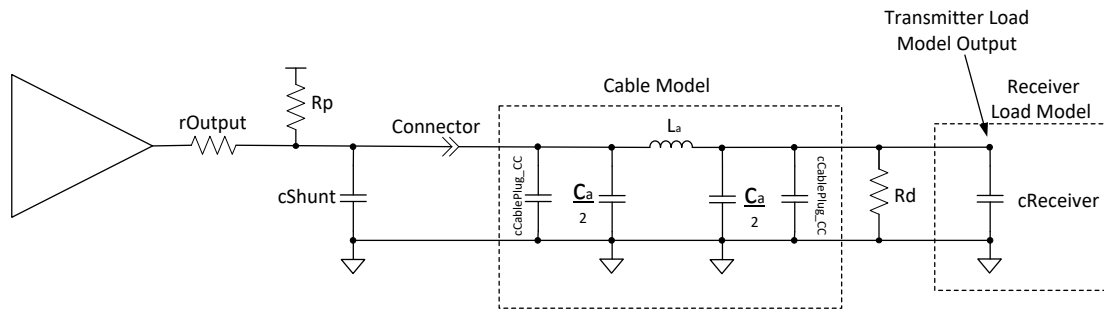 Transmitter Load
Model Output
Receiver
Load Model
Cable Model
Rp
rOutput
Connector
La
cShunt
cCablePlug_CC
Ca
2
Ca
2
cCablePlug_CC
Rd
cReceiver